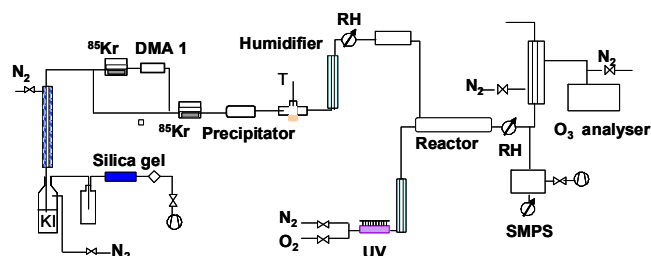 RH
⁸⁵Kr
DMA 1
Humidifier
N₂
T
N₂
N₂
⁸⁵Kr
Precipitator
O₃ analyser
Reactor
RH
Silica gel
KI
N₂
O₂
UV
SMPS
N₂